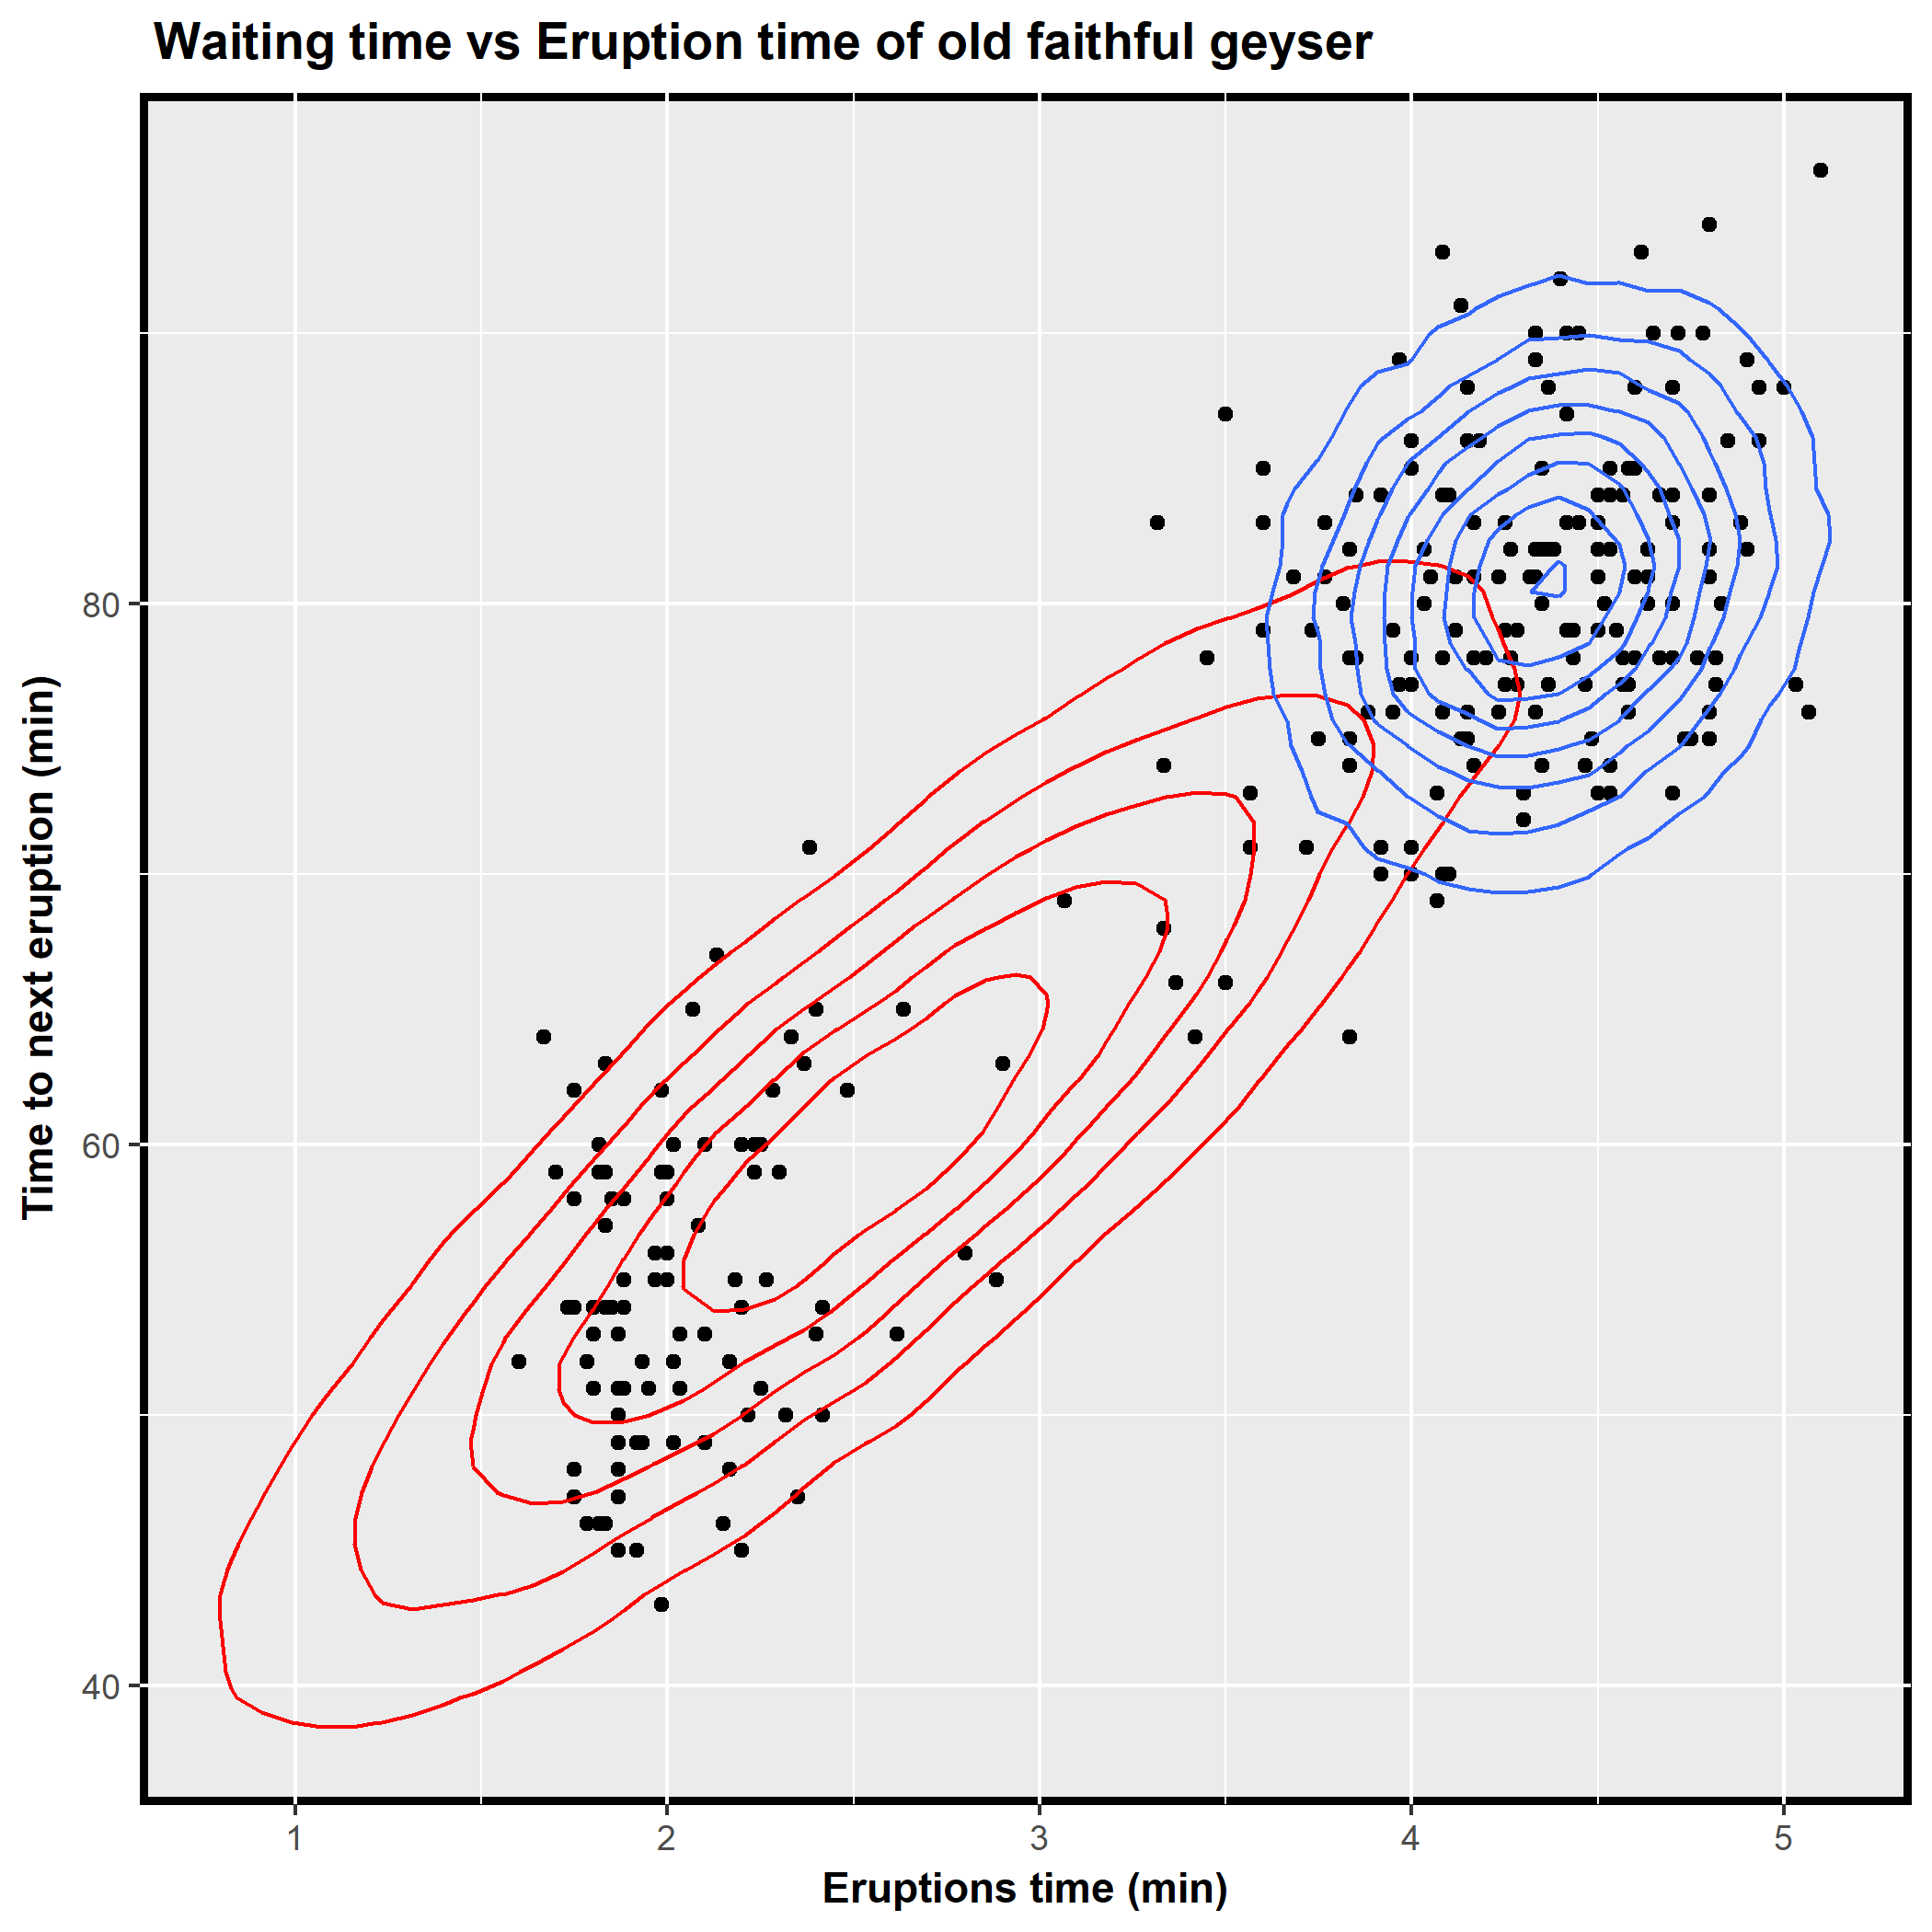 Waiting time vs Eruption time of old faithful geyser
Time to next eruption (min)
80
60
40
1 2 3 4 5
Eruptions time (min)